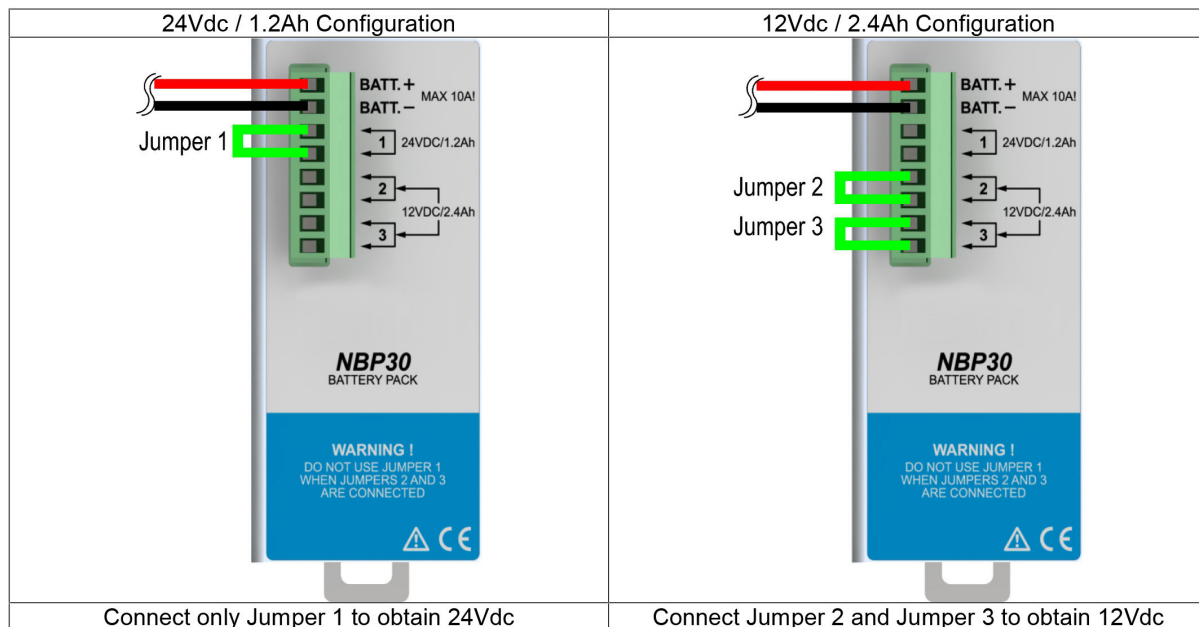 24Vdc / 1.2Ah Configuration
BATT.+
BATT.−
MAX 10A!
Jumper 1
1
24VDC/1.2Ah
2
12VDC/2.4Ah
3
NBP30
BATTERY PACK
WARNING !
DO NOT USE JUMPER 1
WHEN JUMPERS 2 AND 3
ARE CONNECTED
CE
Connect only Jumper 1 to obtain 24Vdc
12Vdc / 2.4Ah Configuration
BATT.+
BATT.−
MAX 10A!
1
24VDC/1.2Ah
Jumper 2
2
12VDC/2.4Ah
Jumper 3
3
NBP30
BATTERY PACK
WARNING !
DO NOT USE JUMPER 1
WHEN JUMPERS 2 AND 3
ARE CONNECTED
CE
Connect Jumper 2 and Jumper 3 to obtain 12Vdc